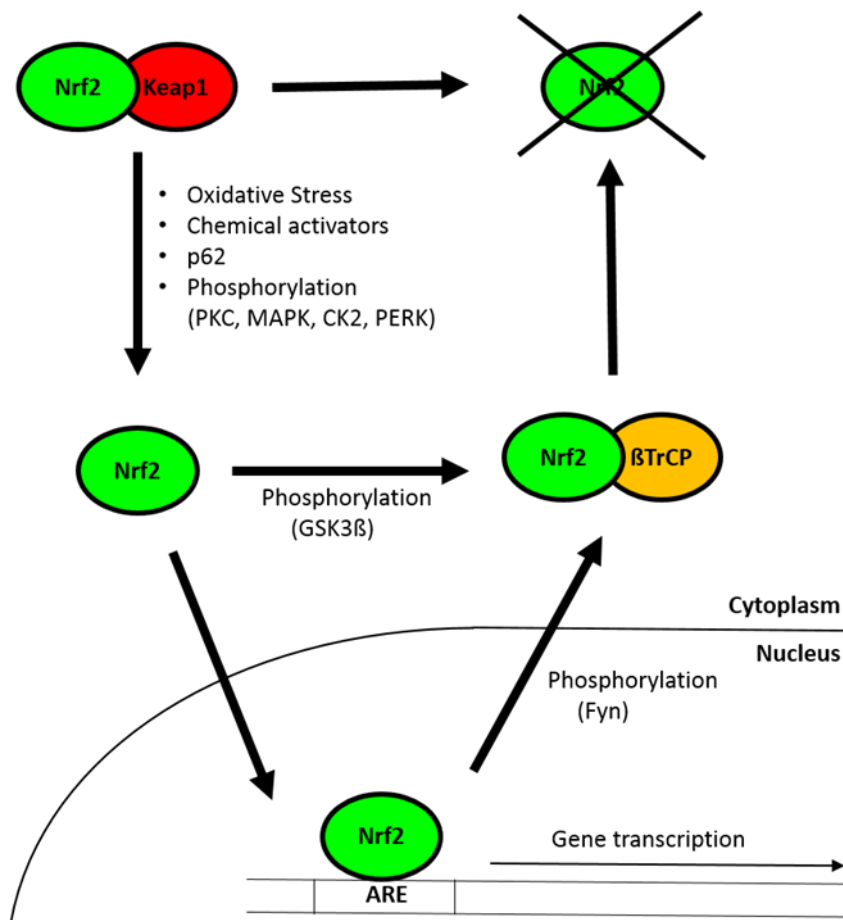 Nrf2
Keap1
Nrf2
• Oxidative Stress
• Chemical activators
• p62
• Phosphorylation
(PKC, MAPK, CK2, PERK)
Nrf2
Phosphorylation
(GSK3ß)
Nrf2
ßTrCP
Cytoplasm
Nucleus
Phosphorylation
(Fyn)
Nrf2
Gene transcription
ARE